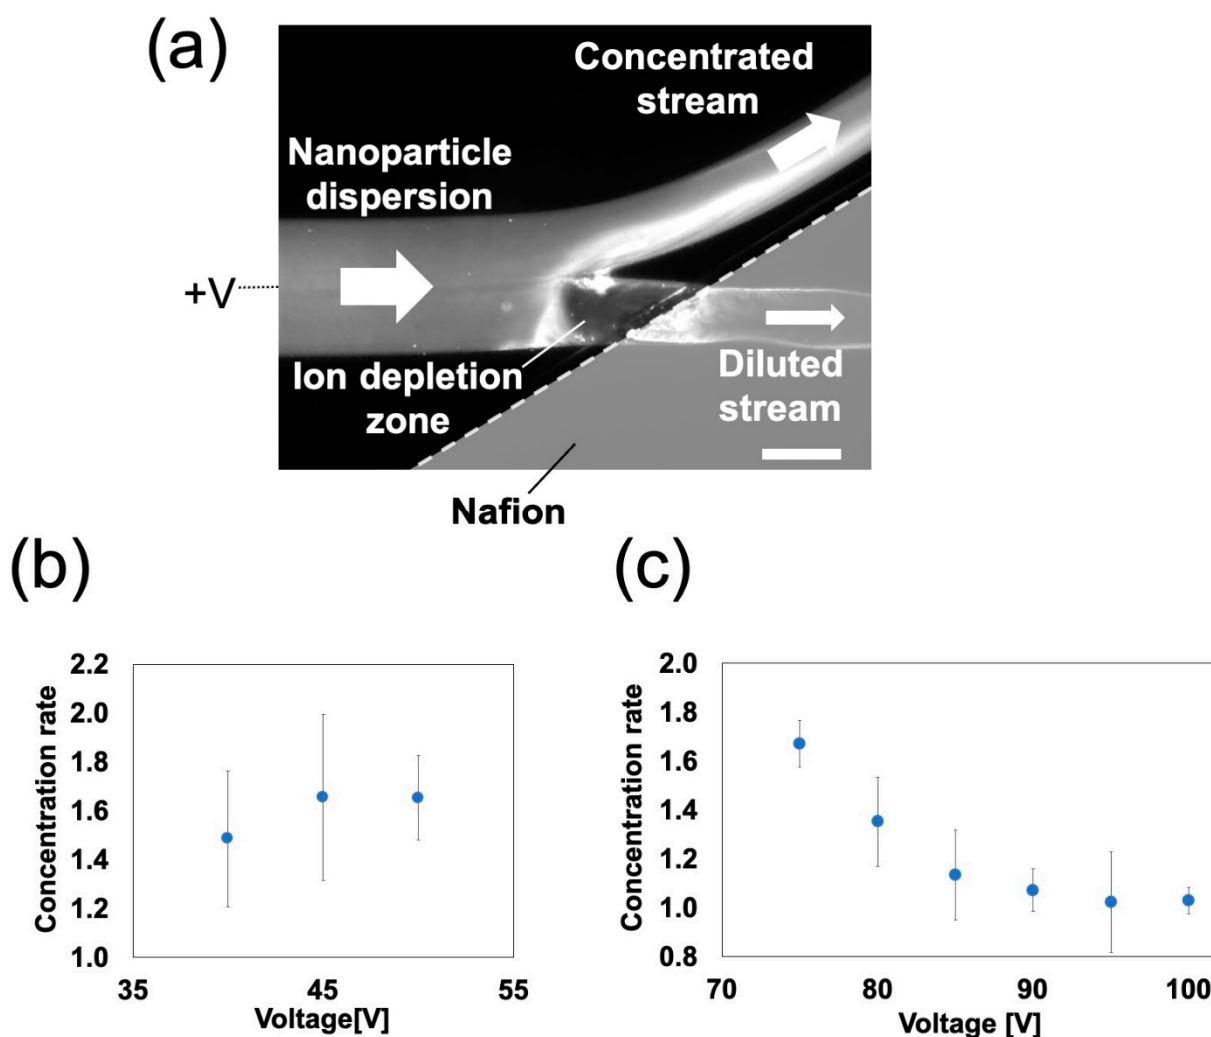 (a)
Concentrated
stream
Nanoparticle
dispersion
+V
Ion depletion
zone
Diluted
stream
Nafion
(b)
Concentration rate
2.2
2.0
1.8
1.6
1.4
1.2
1.0
35
45
55
Voltage[V]
(c)
Concentration rate
2.0
1.8
1.6
1.4
1.2
1.0
0.8
70
80
90
100
Voltage [V]